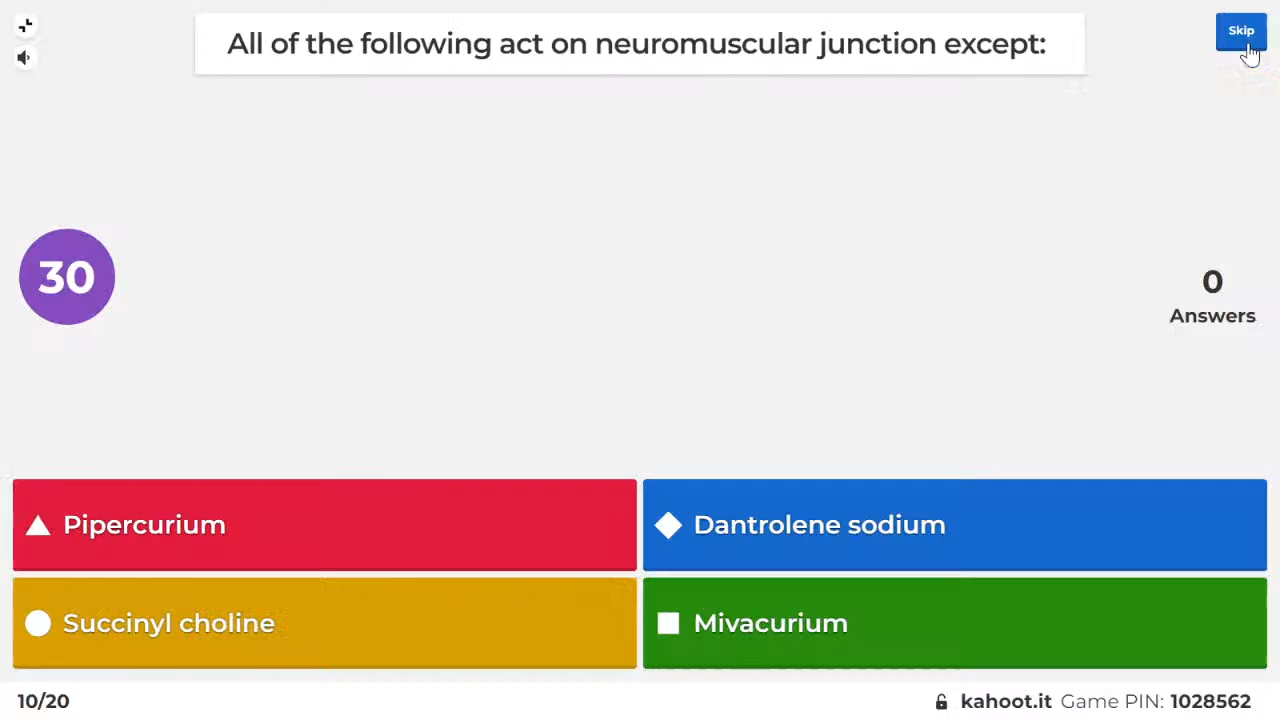 All of the following act on neuromuscular junction except:
Skip
30
0
Answers
Pipercurium
Dantrolene sodium
Succinyl choline
Mivacurium
10/20
kahoot.it Game PIN: 1028562